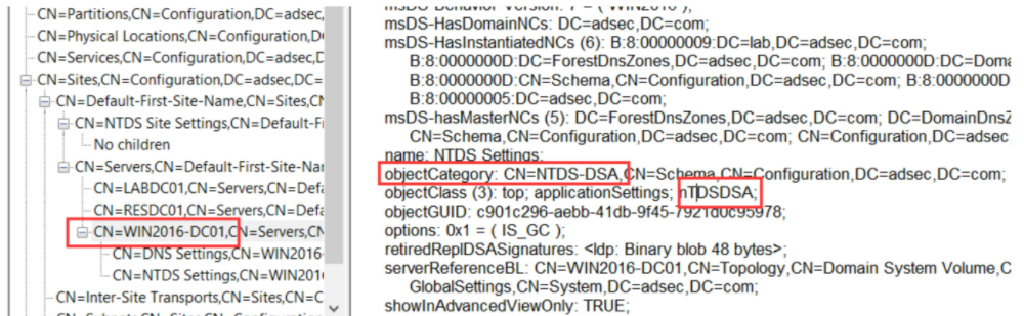 CN=Partitions,CN=Configuration,DC=adsec,
CN=Physical Locations,CN=Configuration,D
CN=Services,CN=Configuration,DC=adsec,D
CN=Sites,CN=Configuration,DC=adsec,DC=
CN=Default-First-Site-Name,CN=Sites,CN
CN=NTDS Site Settings,CN=Default-Fi
No children
CN=Servers,CN=Default-First-Site-Nar
CN=LABDC01,CN=Servers,CN=Defa
CN=RESDC01,CN=Servers,CN=Defa
CN=WIN2016-DC01,CN=Servers,CN
CN=DNS Settings,CN=WIN2016-
CN=NTDS Settings,CN=WIN201
CN=Inter-Site Transports,CN=Sites,CN=C
msDS-Behavior-Version: 7 = ( WIN2016 );
msDS-HasDomainNCs: DC=adsec,DC=com;
msDS-HasInstantiatedNCs (6): B:8:00000009:DC=lab,DC=adsec,DC=com;
B:8:0000000D:DC=ForestDnsZones,DC=adsec,DC=com; B:8:0000000D:DC=Doma
B:8:0000000D:CN=Schema,CN=Configuration,DC=adsec,DC=com; B:8:0000000D
B:8:00000005:DC=adsec,DC=com;
msDS-hasMasterNCs (5): DC=ForestDnsZones,DC=adsec,DC=com; DC=DomainDnsZ
CN=Schema,CN=Configuration,DC=adsec,DC=com; CN=Configuration,DC=adsec
name: NTDS Settings;
objectCategory: CN=NTDS-DSA,CN=Schema,CN=Configuration,DC=adsec,DC=com;
objectClass (3): top; applicationSettings; nTDSDSA;
objectGUID: c901c296-aebb-41db-9f45-7921d0c95978;
options: 0x1 = ( IS_GC );
retiredReplDSASignatures: <ldp: Binary blob 48 bytes>;
serverReferenceBL: CN=WIN2016-DC01,CN=Topology,CN=Domain System Volume,C
GlobalSettings,CN=System,DC=adsec,DC=com;
showInAdvancedViewOnly: TRUE;